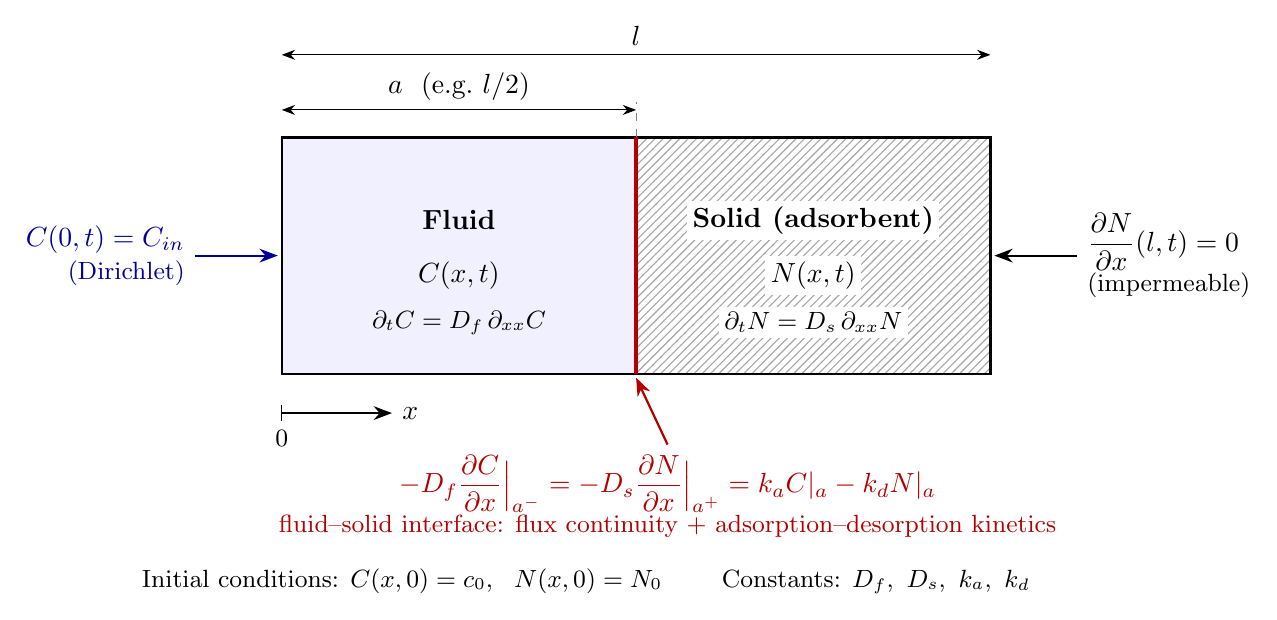 l
a (e.g. l/2)
Fluid
Solid (adsorbent)
C(0, t) = C_{in}
(Dirichlet)
C(x, t)
N(x, t)
∂N/∂x (l, t) = 0
(impermeable)
∂_t C = D_f ∂_{xx} C
∂_t N = D_s ∂_{xx} N
x
0
−D_f ∂C/∂x |_{a^−} = −D_s ∂N/∂x |_{a^+} = k_a C|_a − k_d N|_a
fluid–solid interface: flux continuity + adsorption–desorption kinetics
Initial conditions: C(x, 0) = c_0, N(x, 0) = N_0 Constants: D_f, D_s, k_a, k_d